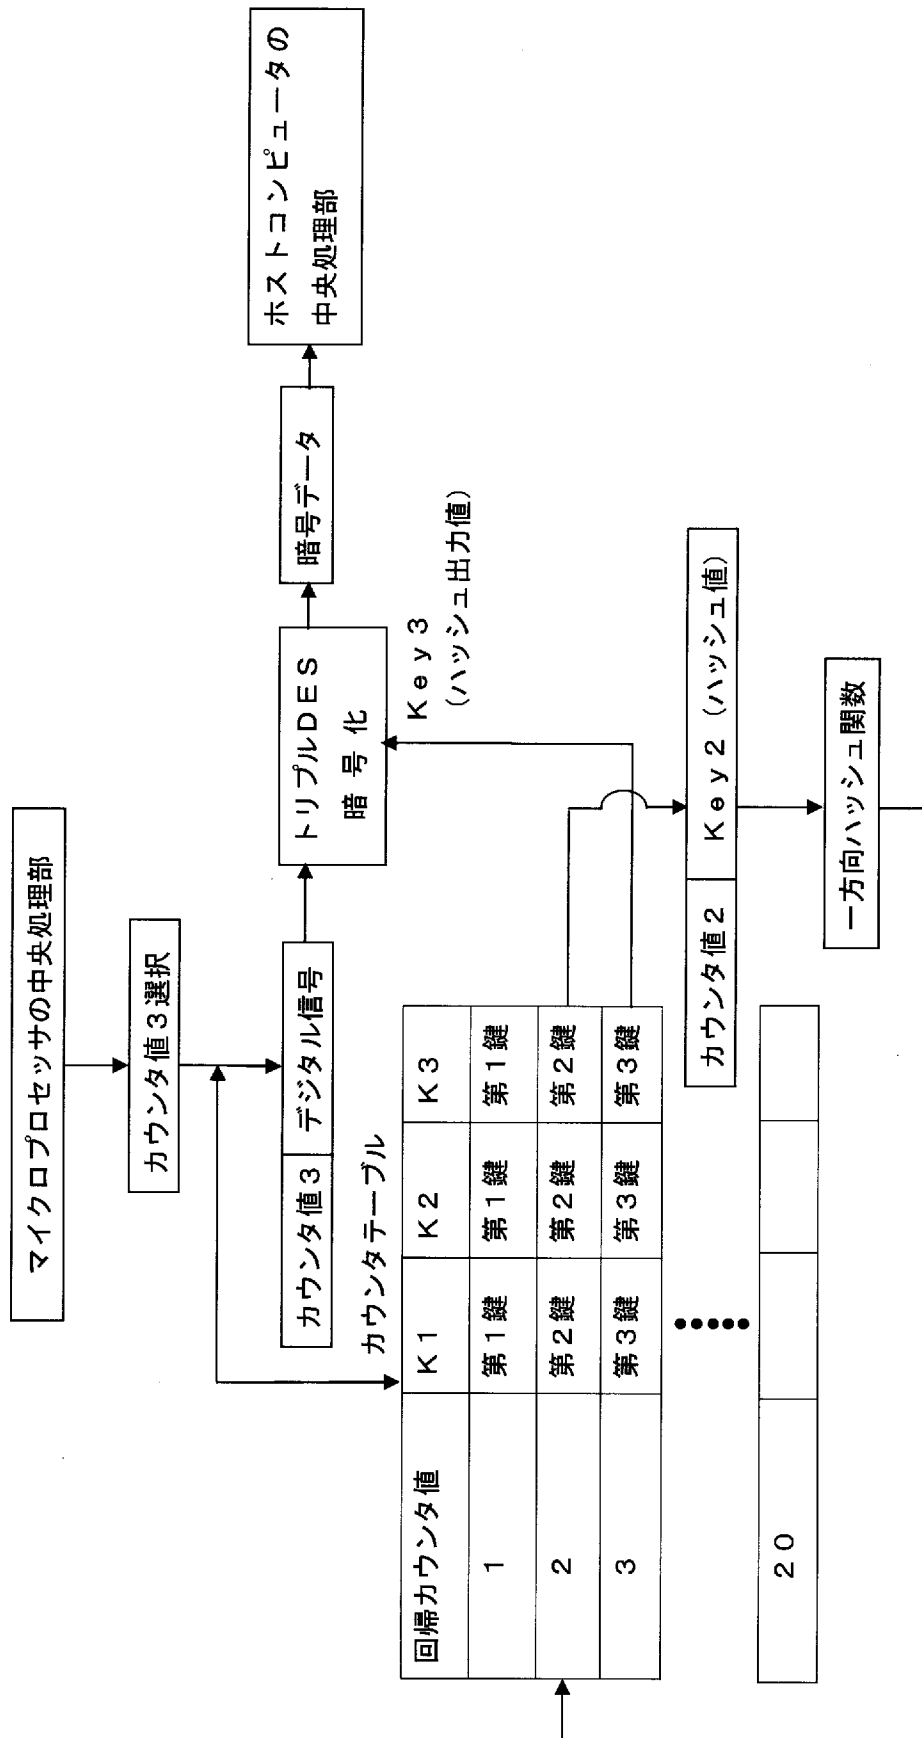 マイクロプロセッサの中央処理部
カウンタ値3選択
カウンタ値3 デジタル信号
トリプルDES
暗号化
暗号データ
ホストコンピュータの
中央処理部
カウンタテーブル
Key3
(ハッシュ出力値)
回帰カウンタ値 K1 K2 K3
1 第1鍵 第1鍵 第1鍵
2 第2鍵 第2鍵 第2鍵
3 第3鍵 第3鍵 第3鍵
●●●●●
20
カウンタ値2 Key2(ハッシュ値)
一方向ハッシュ関数